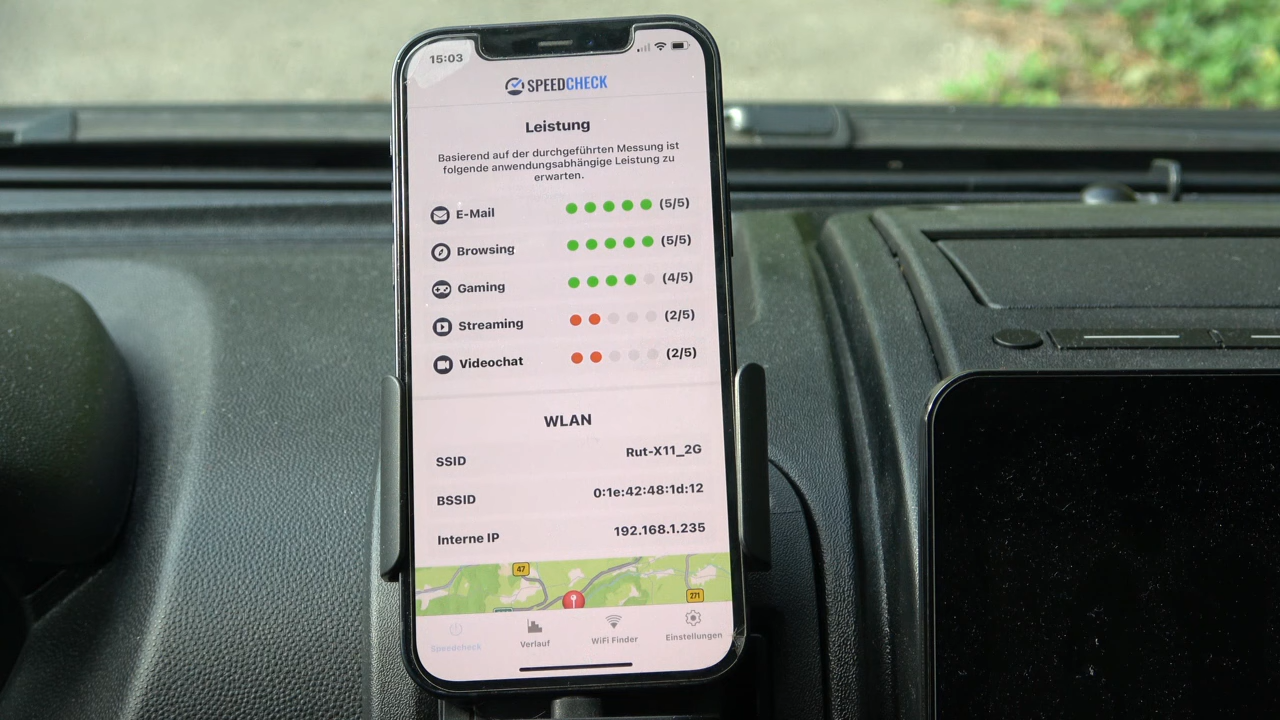 15:03
SPEEDCHECK
Leistung
Basierend auf der durchgeführten Messung ist
folgende anwendungsabhängige Leistung zu
erwarten.
E-Mail (5/5)
Browsing (5/5)
Gaming (4/5)
Streaming (2/5)
Videochat (2/5)
WLAN
SSID Rut-X11_2G
BSSID 0:1e:42:48:1d:12
Interne IP 192.168.1.235
47
271
Speedcheck Verlauf WiFi Finder Einstellungen